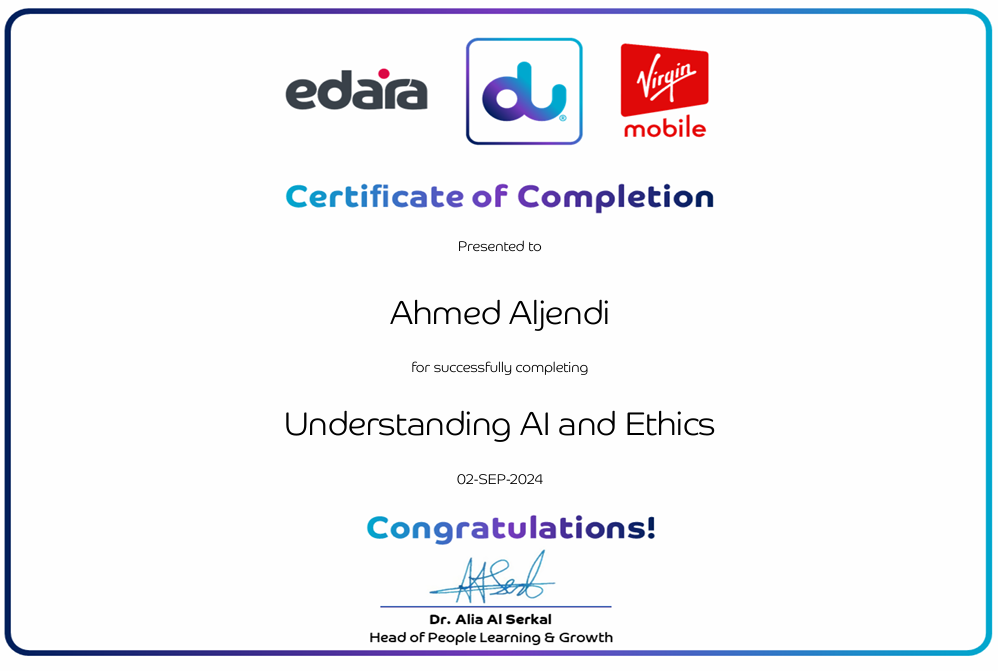 edara
du®
Virgin
mobile
Certificate of Completion
Presented to
Ahmed Aljendi
for successfully completing
Understanding AI and Ethics
02-SEP-2024
Congratulations!
Dr. Alia Al Serkal
Head of People Learning & Growth